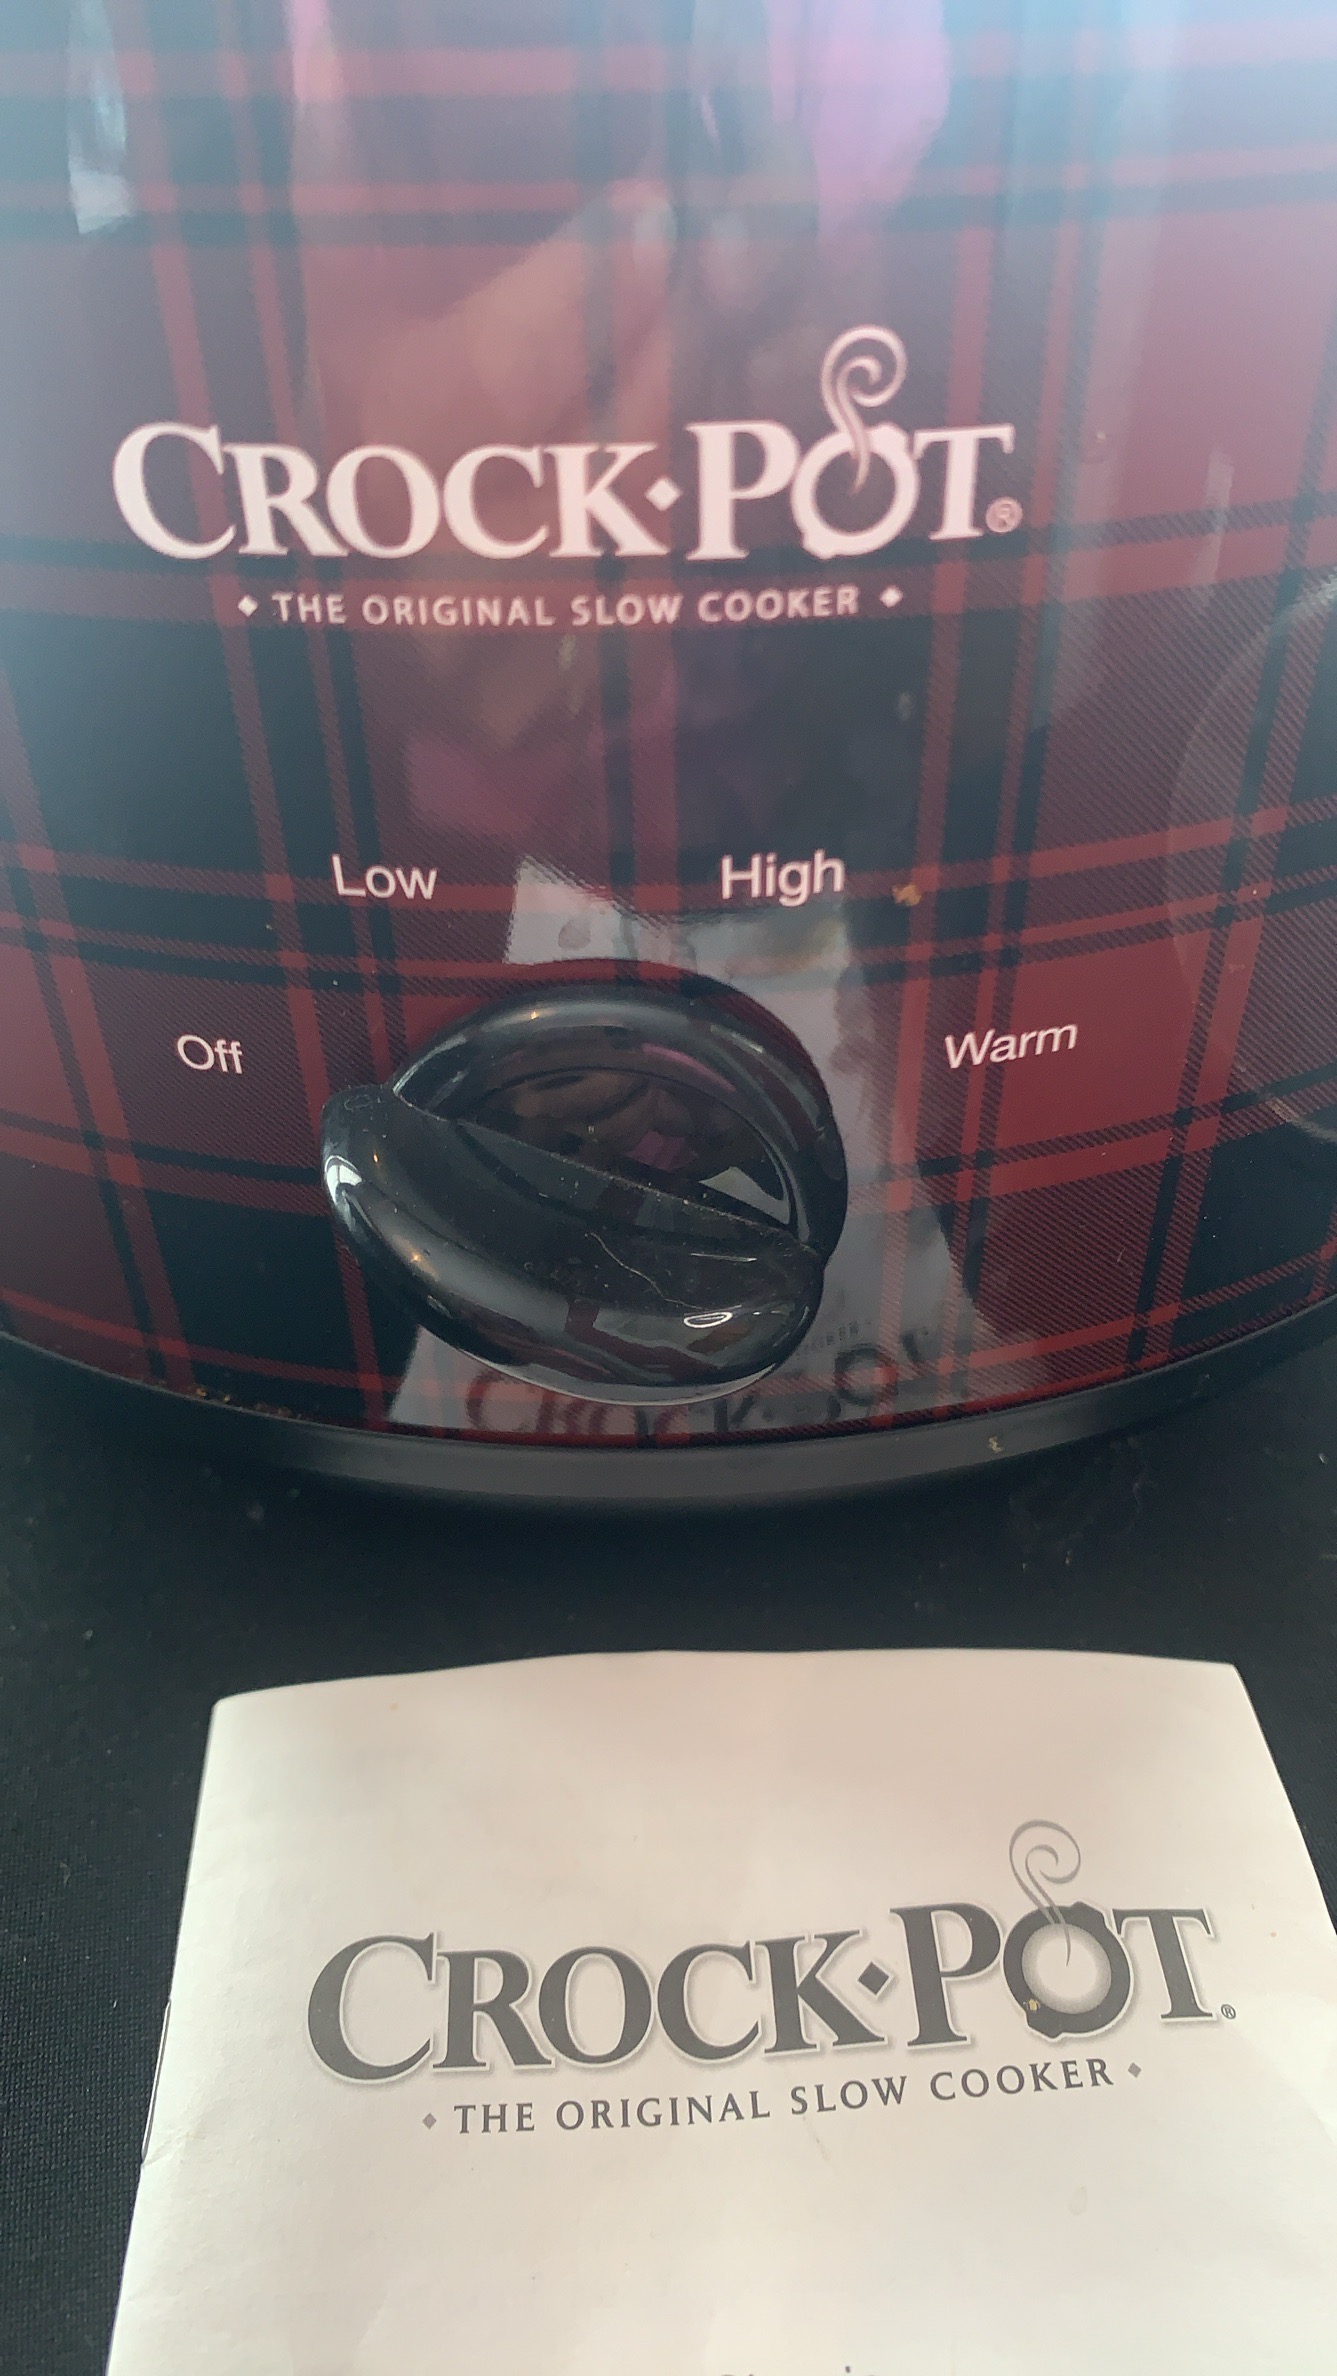 CROCK·POT®
◆ THE ORIGINAL SLOW COOKER ◆
Low High
Off Warm
CROCK·POT®
◆ THE ORIGINAL SLOW COOKER ◆